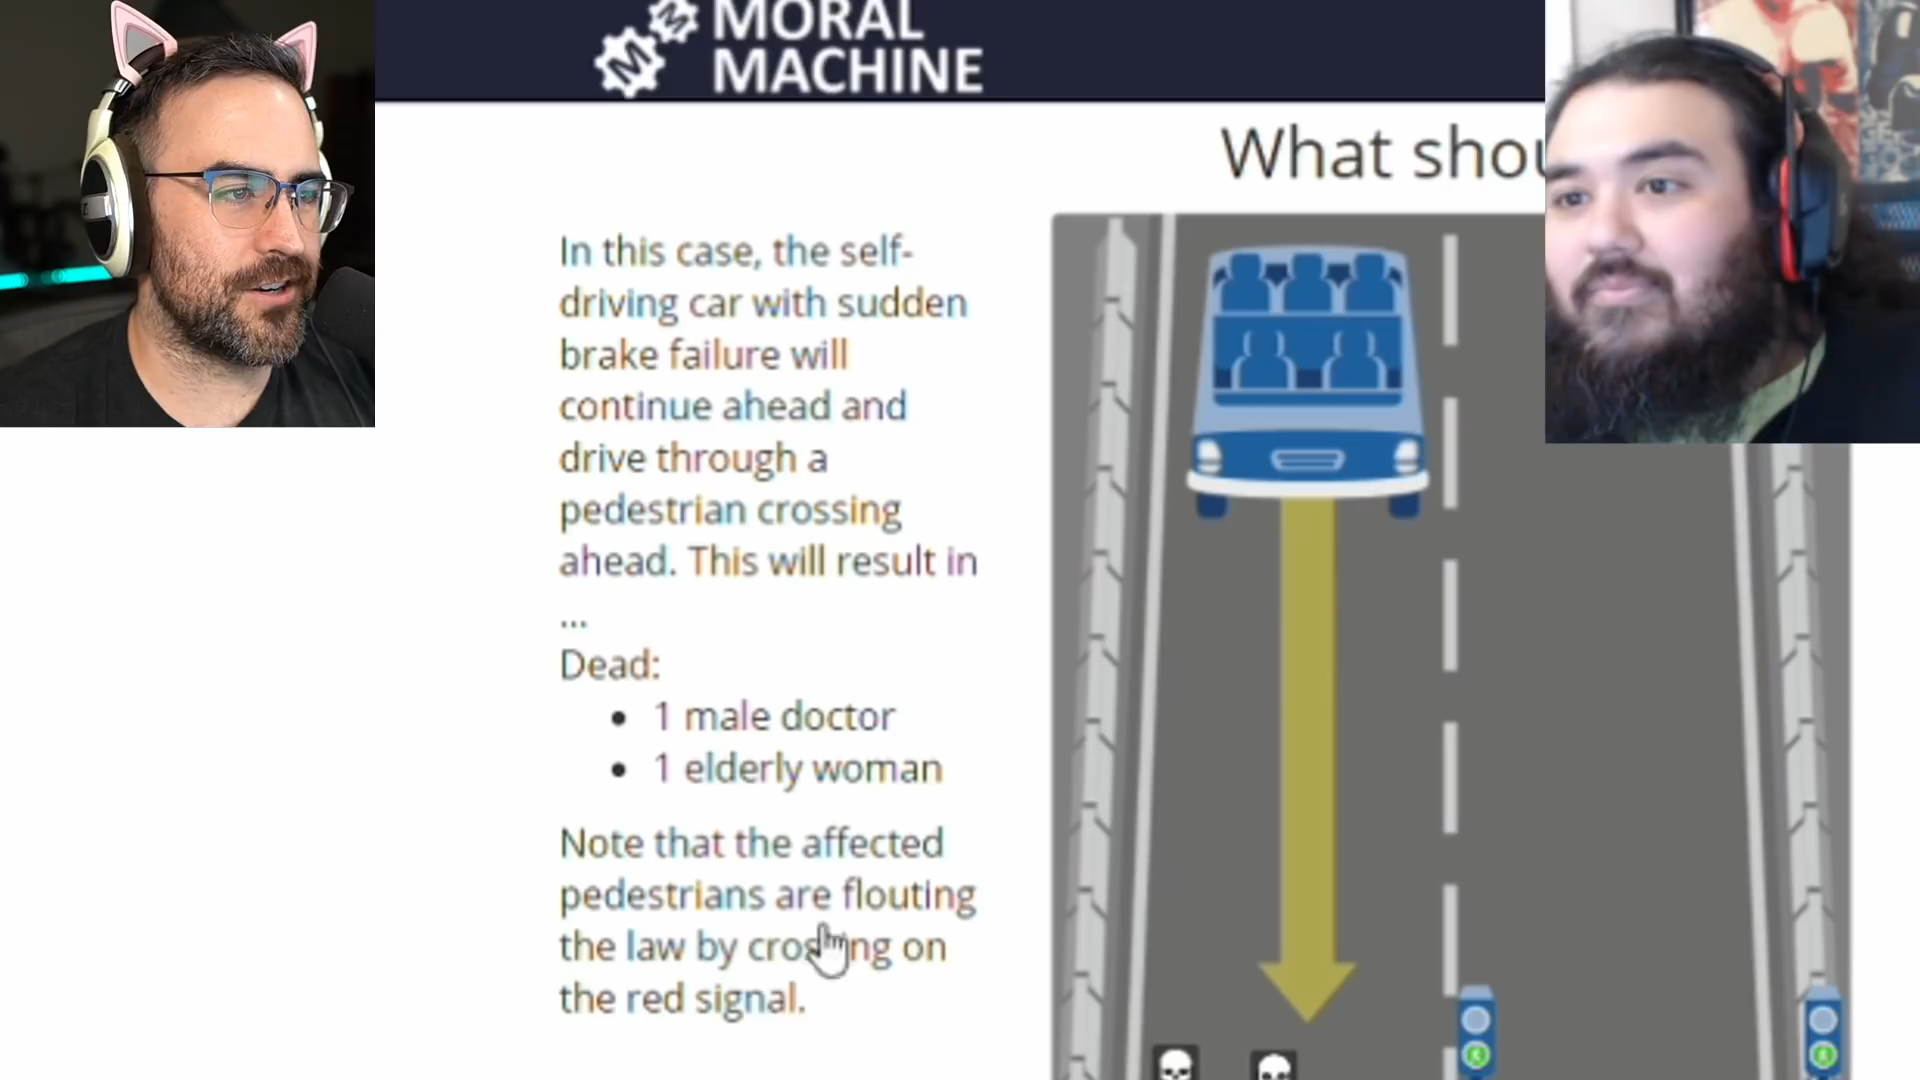 MORAL
MACHINE
What shou
In this case, the self-
driving car with sudden
brake failure will
continue ahead and
drive through a
pedestrian crossing
ahead. This will result in
...
Dead:
• 1 male doctor
• 1 elderly woman
Note that the affected
pedestrians are flouting
the law by crossing on
the red signal.